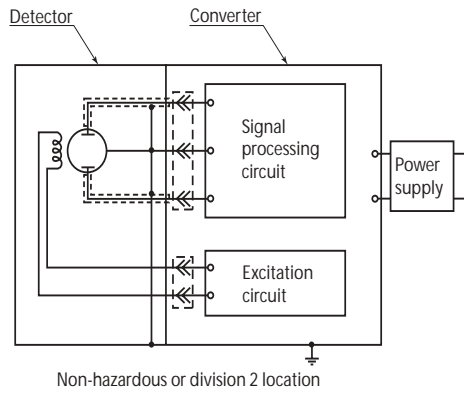 Detector
Converter
Signal
processing
circuit
Power
supply
Excitation
circuit
Non-hazardous or division 2 location